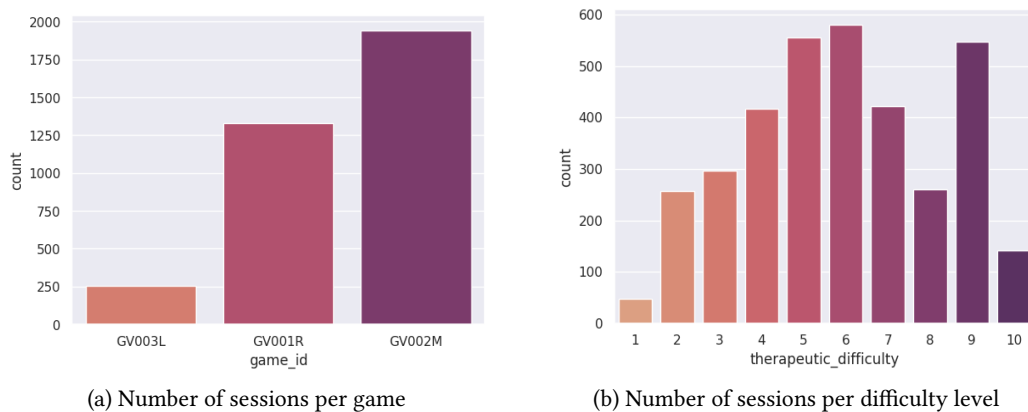 2000
1750
1500
1250
1000
750
500
250
0
count
GV003L GV001R GV002M
game_id
(a) Number of sessions per game
600
500
400
300
200
100
0
count
1 2 3 4 5 6 7 8 9 10
therapeutic_difficulty
(b) Number of sessions per difficulty level